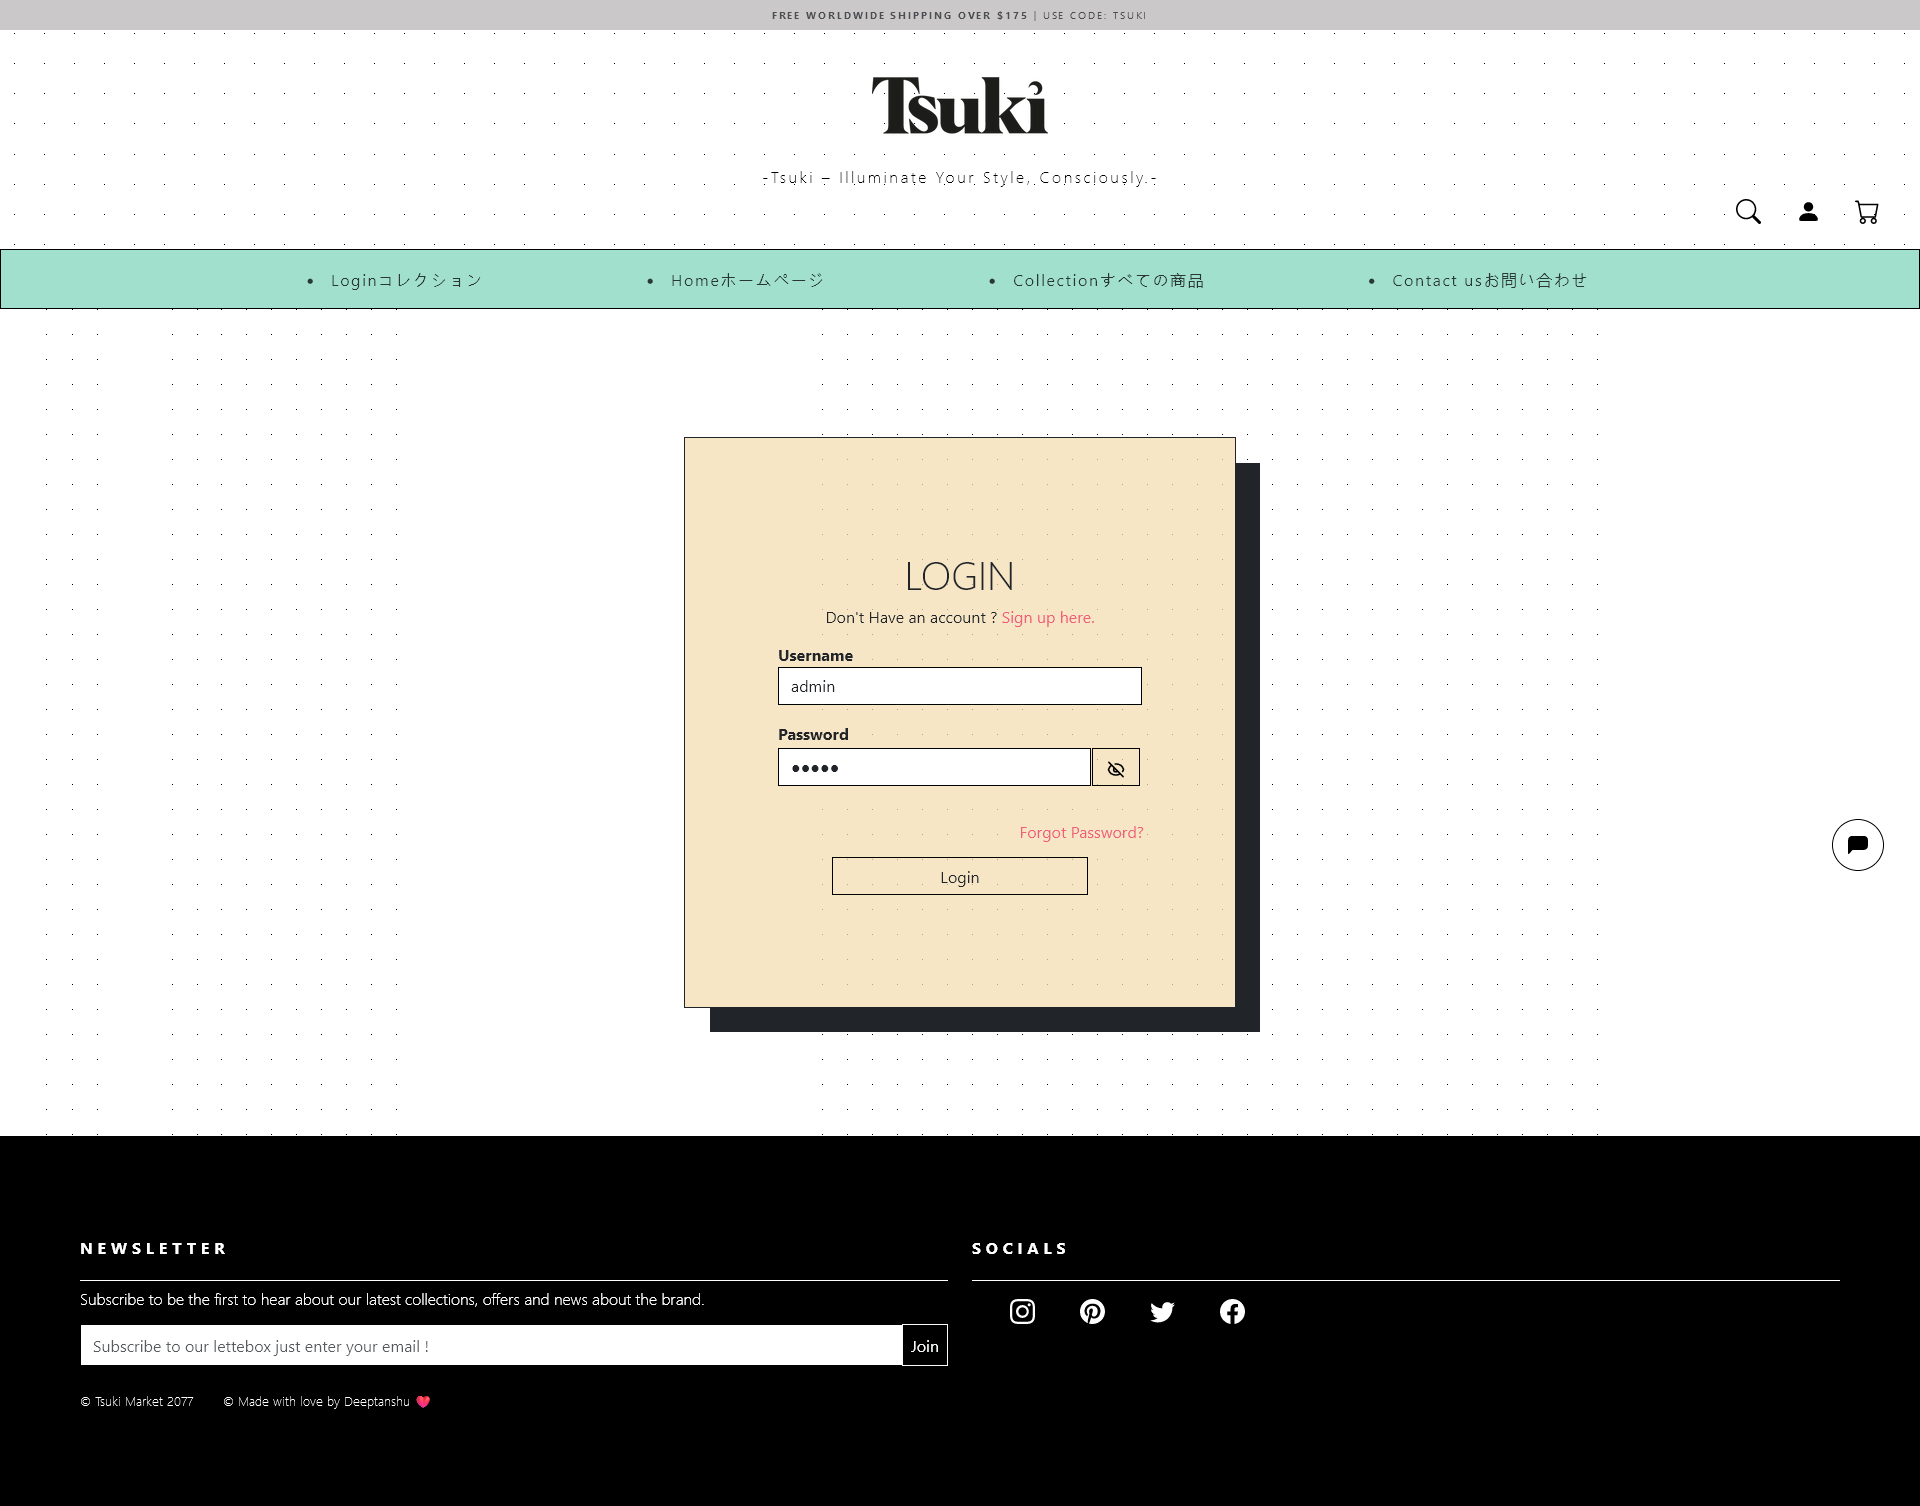 FREE WORLDWIDE SHIPPING OVER $175 | USE CODE: TSUKI
Tsuki
-Tsuki – Illuminate Your Style, Consciously.-
• Loginコレクション • Homeホームページ • Collectionすべての商品 • Contact usお問い合わせ
LOGIN
Don't Have an account ? Sign up here.
Username
admin
Password
•••••
Forgot Password?
Login
NEWSLETTER
Subscribe to be the first to hear about our latest collections, offers and news about the brand.
Subscribe to our lettebox just enter your email ! Join
© Tsuki Market 2077 © Made with love by Deeptanshu 💗
SOCIALS